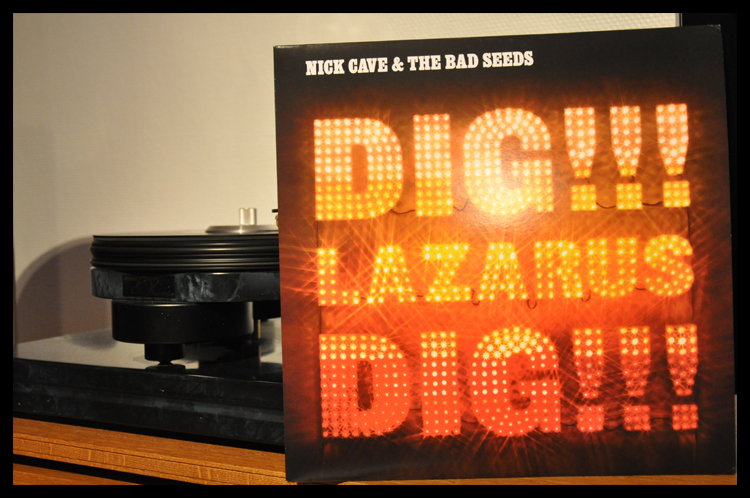 NICK CAVE & THE BAD SEEDS
DIG!!!
LAZARUS
DIG!!!